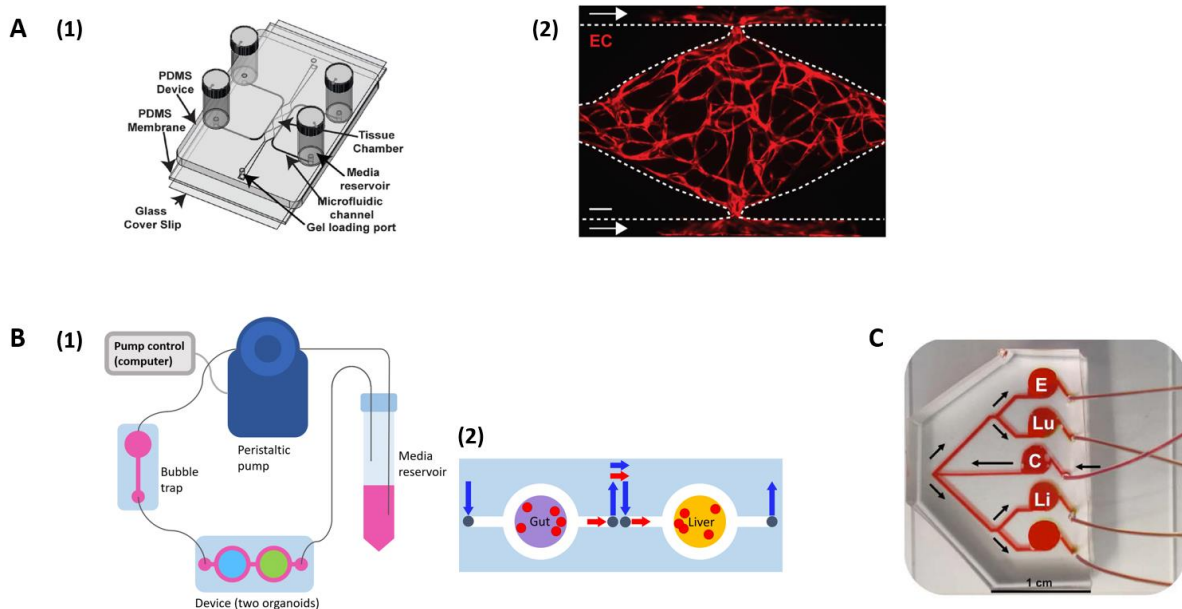 A (1)
PDMS
Device
PDMS
Membrane
Glass
Cover Slip
Tissue
Chamber
Media
reservoir
Microfluidic
channel
Gel loading port
(2)
EC
B (1)
Pump control
(computer)
Peristaltic
pump
Bubble
trap
Media
reservoir
Device (two organoids)
(2)
Gut
Liver
C
E
Lu
C
Li
1 cm